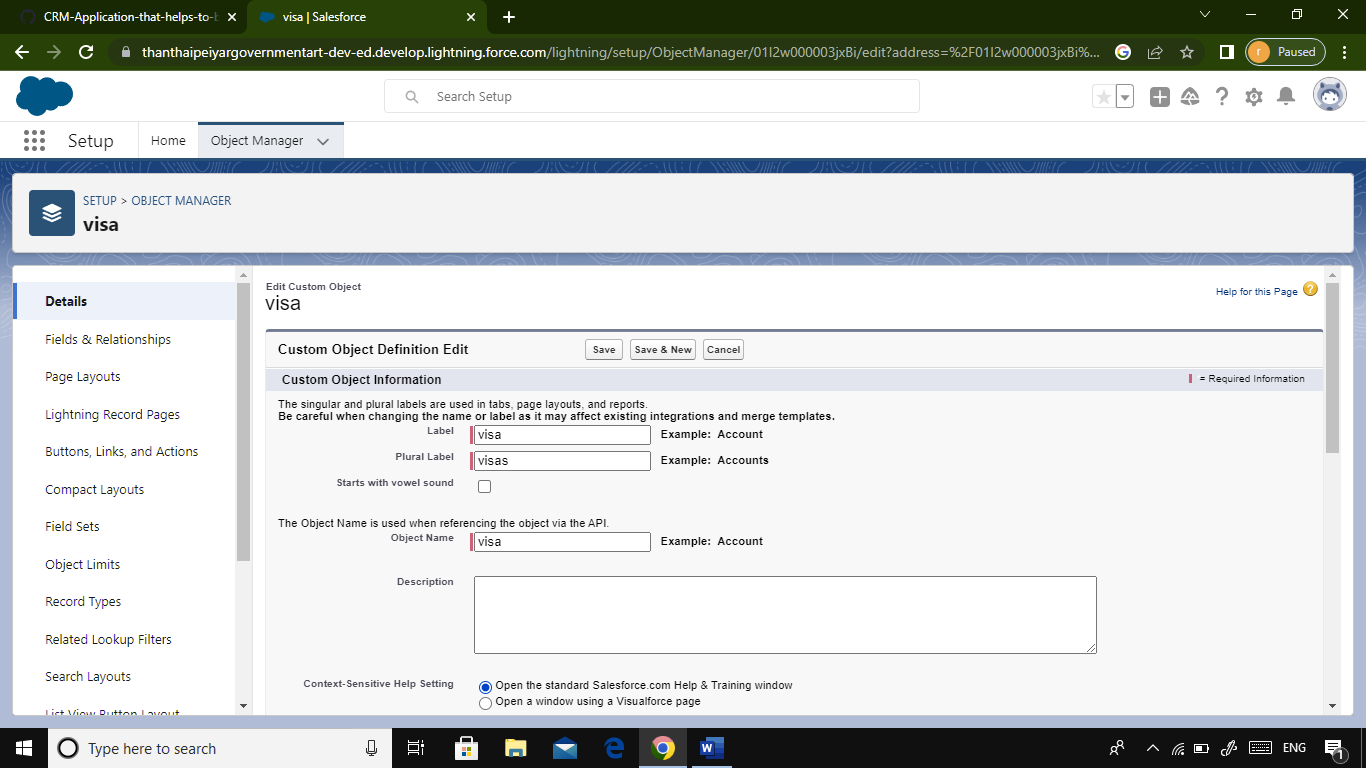 CRM-Application-that-helps-to-b
visa | Salesforce
thanthaipeiyargovernmentart-dev-ed.develop.lightning.force.com/lightning/setup/ObjectManager/01I2w000003jxBi/edit?address=%2F01I2w000003jxBi%...
r Paused
Search Setup
Setup Home Object Manager
SETUP > OBJECT MANAGER
visa
Details
Fields & Relationships
Page Layouts
Lightning Record Pages
Buttons, Links, and Actions
Compact Layouts
Field Sets
Object Limits
Record Types
Related Lookup Filters
Search Layouts
List View Button Layout
Edit Custom Object
visa
Help for this Page ?
Custom Object Definition Edit Save Save & New Cancel
Custom Object Information = Required Information
The singular and plural labels are used in tabs, page layouts, and reports.
Be careful when changing the name or label as it may affect existing integrations and merge templates.
Label visa Example: Account
Plural Label visas Example: Accounts
Starts with vowel sound
The Object Name is used when referencing the object via the API.
Object Name visa Example: Account
Description
Context-Sensitive Help Setting Open the standard Salesforce.com Help & Training window
Open a window using a Visualforce page
Type here to search
ENG
1